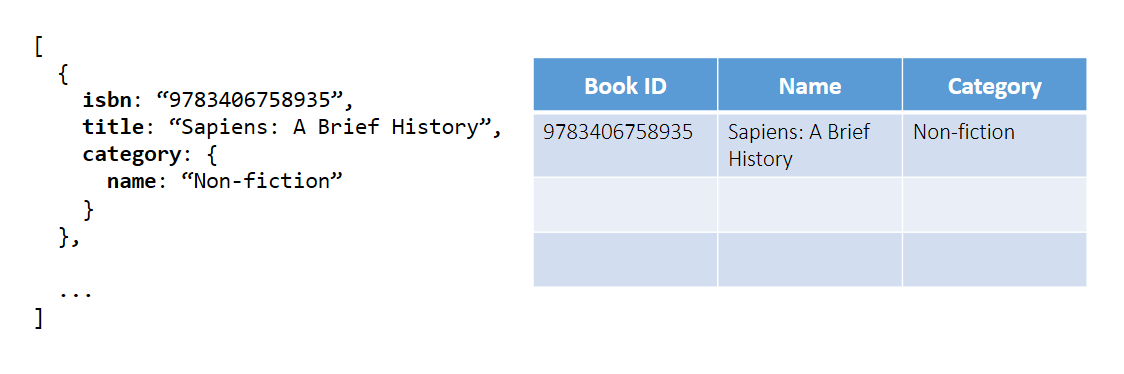 [
{
isbn: “9783406758935”,
title: “Sapiens: A Brief History”,
category: {
name: “Non-fiction”
}
},
...
]
Book ID Name Category
9783406758935 Sapiens: A Brief Non-fiction
History